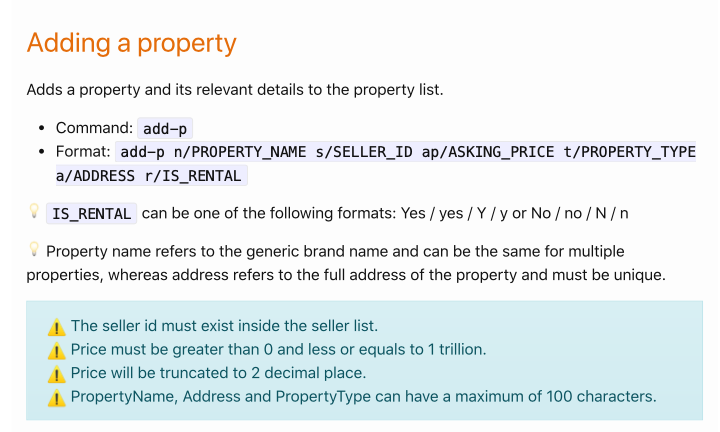 Adding a property
Adds a property and its relevant details to the property list.
• Command: add-p
• Format: add-p n/PROPERTY_NAME s/SELLER_ID ap/ASKING_PRICE t/PROPERTY_TYPE
a/ADDRESS r/IS_RENTAL
💡 IS_RENTAL can be one of the following formats: Yes / yes / Y / y or No / no / N / n
💡 Property name refers to the generic brand name and can be the same for multiple
properties, whereas address refers to the full address of the property and must be unique.
⚠️ The seller id must exist inside the seller list.
⚠️ Price must be greater than 0 and less or equals to 1 trillion.
⚠️ Price will be truncated to 2 decimal place.
⚠️ PropertyName, Address and PropertyType can have a maximum of 100 characters.